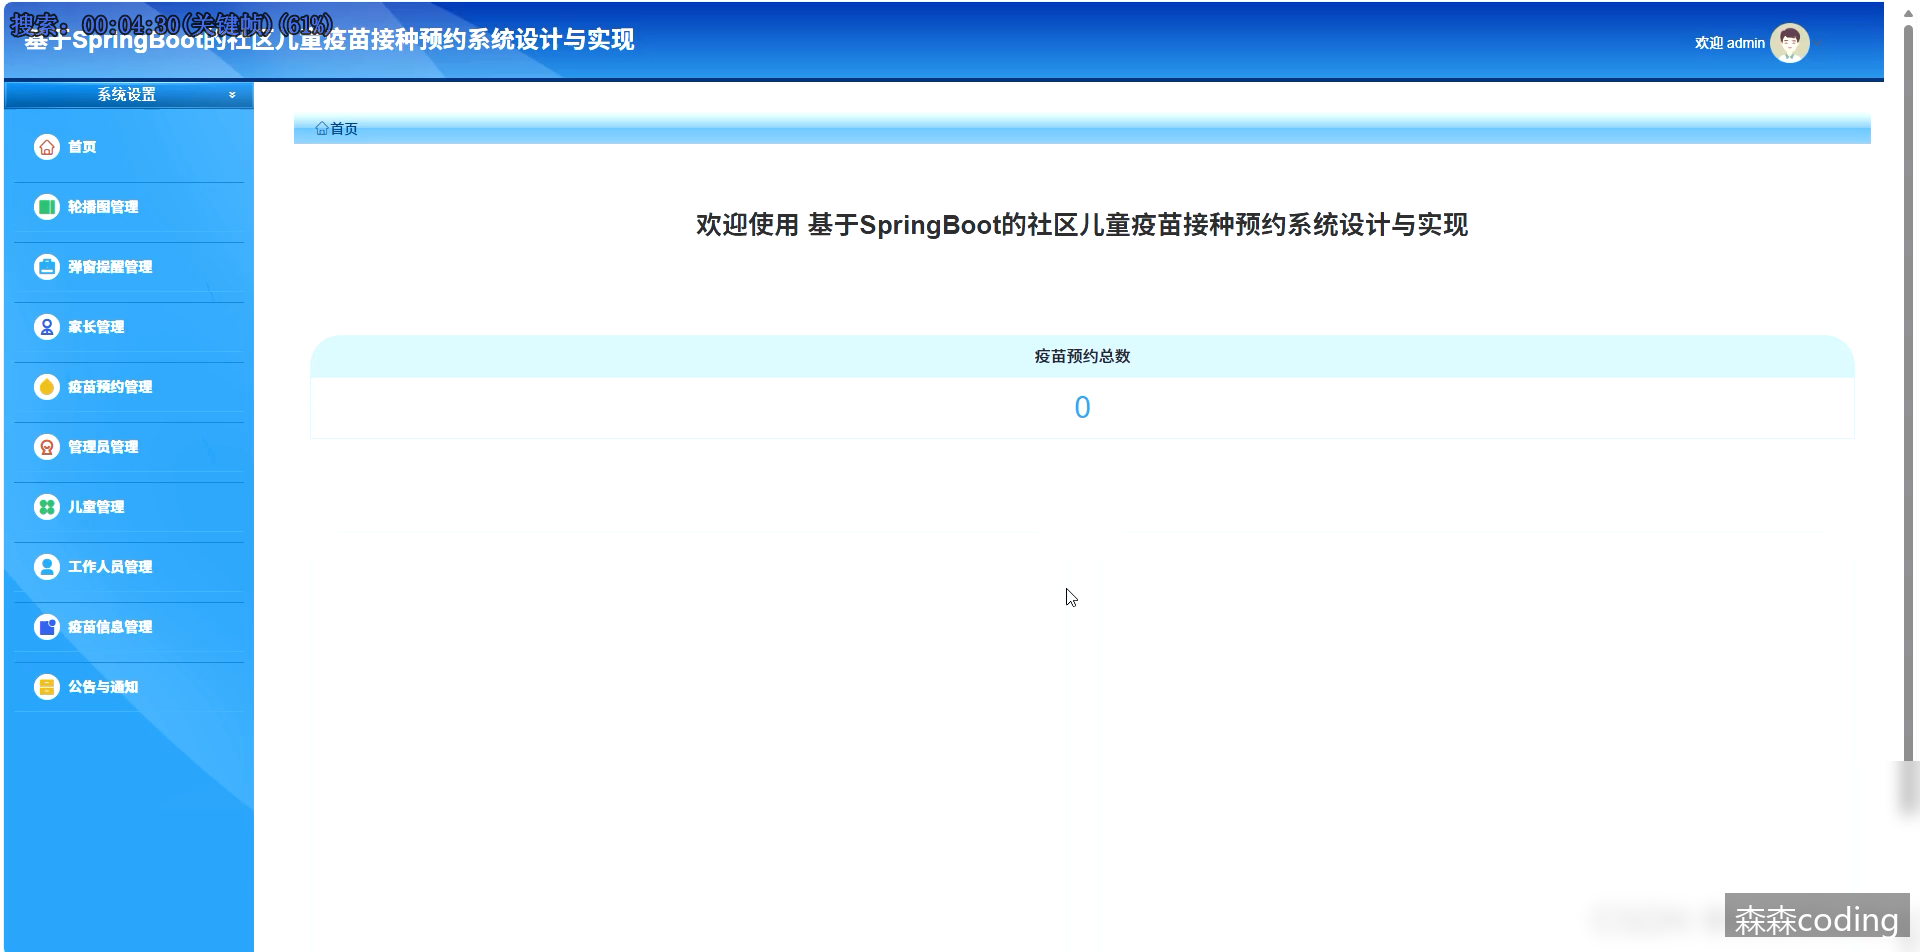 搜索: 00:04:30(关键帧)(61%)
基于SpringBoot的社区儿童疫苗接种预约系统设计与实现
欢迎 admin
系统设置
首页
首页
轮播图管理
弹窗提醒管理
家长管理
疫苗预约管理
管理员管理
儿童管理
工作人员管理
疫苗信息管理
公告与通知
欢迎使用 基于SpringBoot的社区儿童疫苗接种预约系统设计与实现
疫苗预约总数
0
森森coding